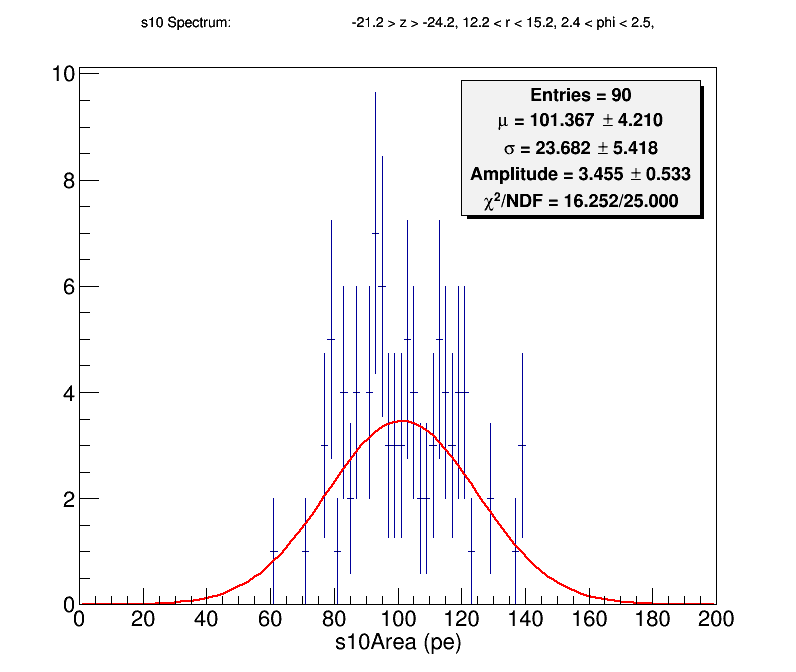 s10 Spectrum: -21.2 > z > -24.2, 12.2 < r < 15.2, 2.4 < phi < 2.5,
Entries = 90
μ = 101.367 ± 4.210
σ = 23.682 ± 5.418
Amplitude = 3.455 ± 0.533
χ²/NDF = 16.252/25.000
10
8
6
4
2
0
0 20 40 60 80 100 120 140 160 180 200
s10Area (pe)